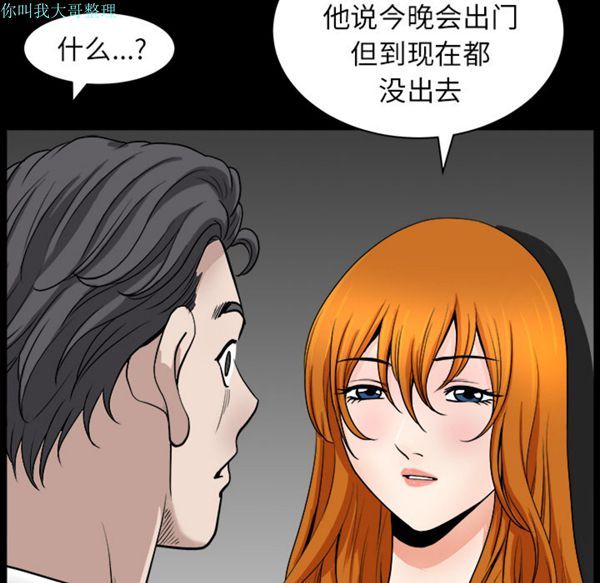 你叫我大哥整理
什么...?
他说今晚会出门
但到现在都
没出去